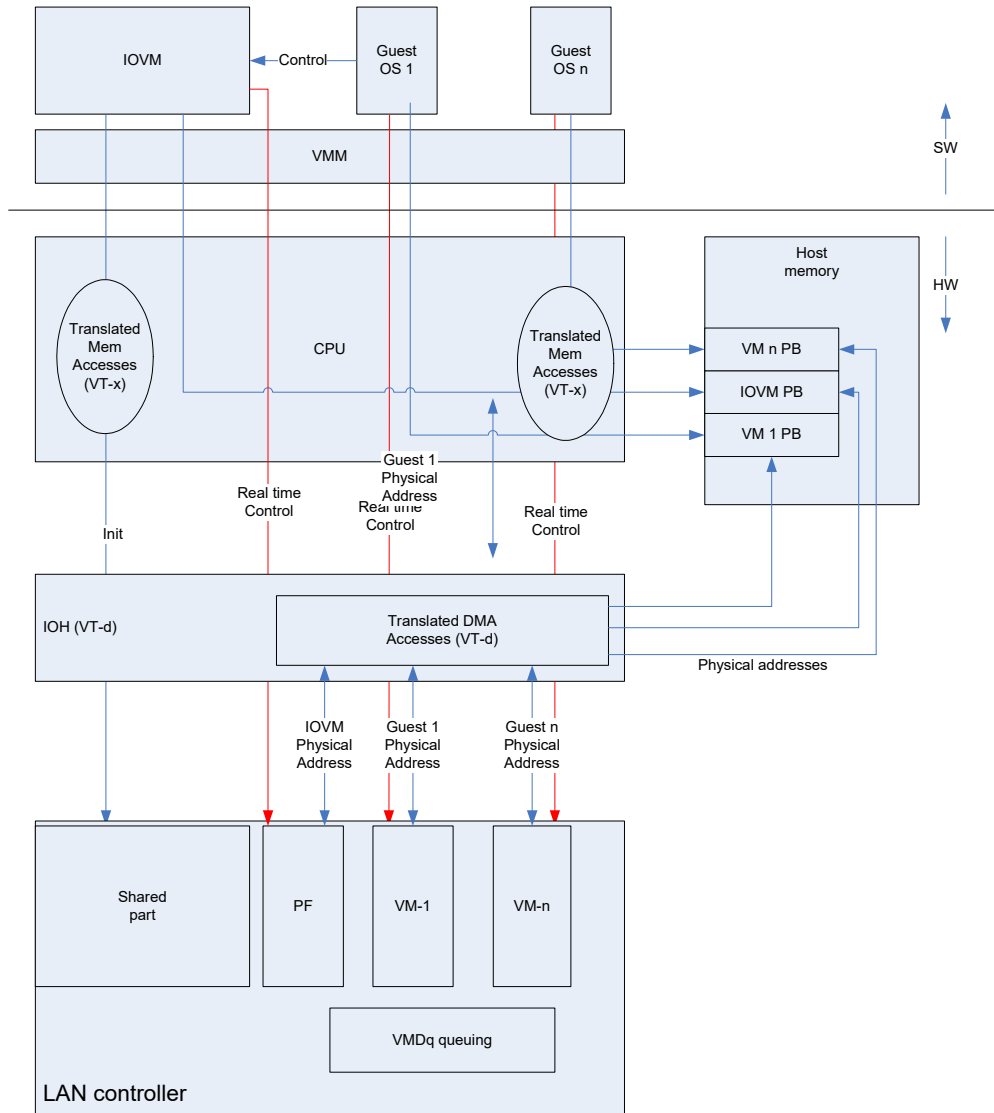 IOVM
Control
Guest
OS 1
Guest
OS n
VMM
SW
Host
memory
HW
Translated
Mem
Accesses
(VT-x)
CPU
Translated
Mem
Accesses
(VT-x)
VM n PB
IOVM PB
VM 1 PB
Guest 1
Physical
Address
Real time
Control
Real time
Control
Real time
Control
Init
IOH (VT-d)
Translated DMA
Accesses (VT-d)
Physical addresses
IOVM
Physical
Address
Guest 1
Physical
Address
Guest n
Physical
Address
Shared
part
PF
VM-1
VM-n
VMDq queuing
LAN controller